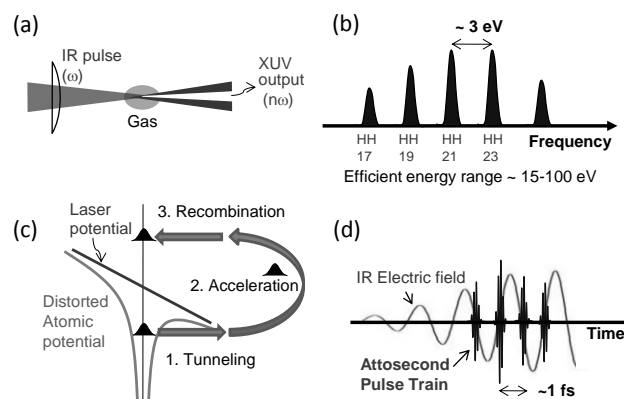 (a)
IR pulse
(ω)
Gas
XUV
output
(nω)
(b)
~ 3 eV
Frequency
HH HH HH HH
17 19 21 23
Efficient energy range ~ 15-100 eV
(c)
Laser
potential
3. Recombination
2. Acceleration
Distorted
Atomic
potential
1. Tunneling
(d)
IR Electric field
Time
Attosecond
Pulse Train
~1 fs